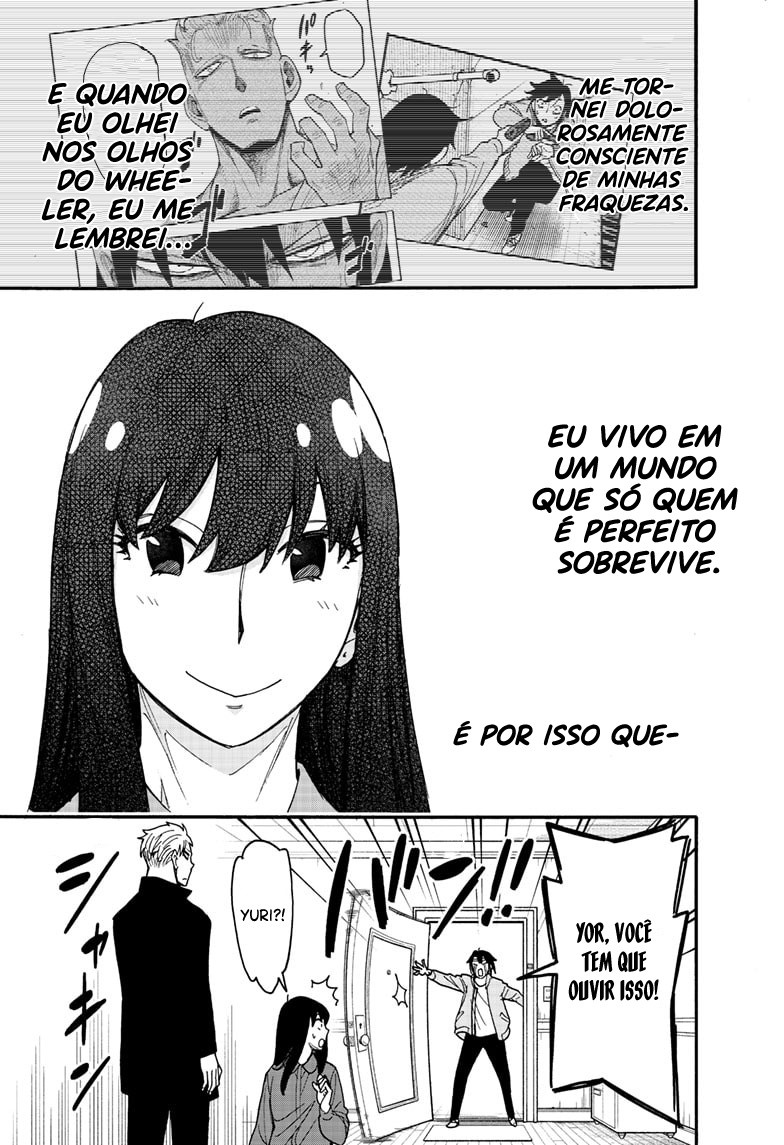 ME TOR-
NEI DOLO-
ROSAMENTE
CONSCIENTE
DE MINHAS
FRAQUEZAS.
E QUANDO
EU OLHEI
NOS OLHOS
DO WHEE-
LER, EU ME
LEMBREI...
EU VIVO EM
UM MUNDO
QUE SÓ QUEM
É PERFEITO
SOBREVIVE.
É POR ISSO QUE-
YOR, VOCÊ
TEM QUE
OUVIR ISSO!
YURI?!